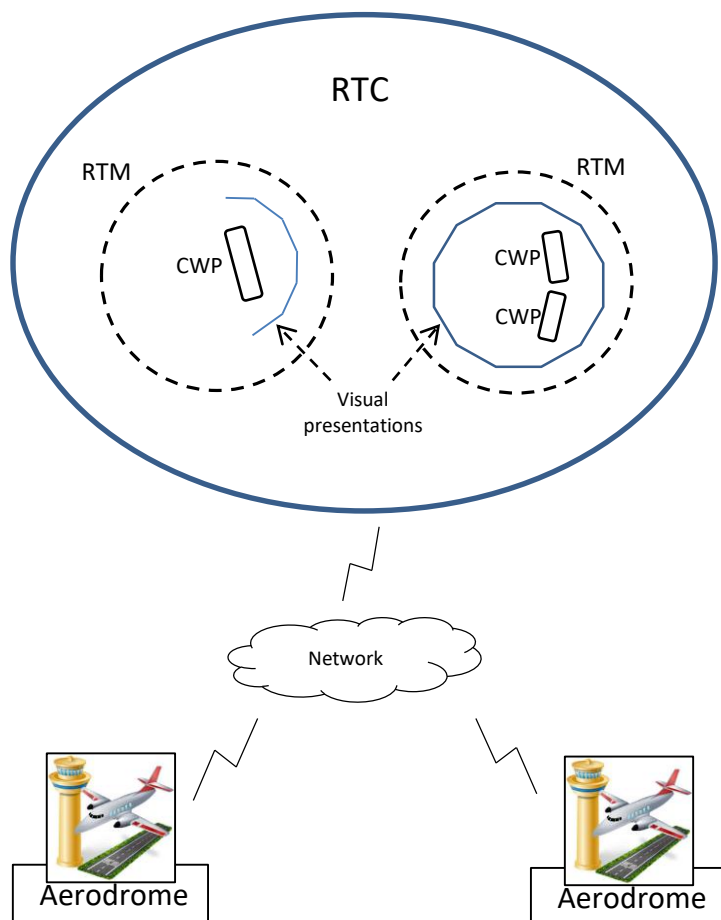 RTC
RTM
RTM
CWP
CWP
CWP
Visual
presentations
Network
Aerodrome
Aerodrome